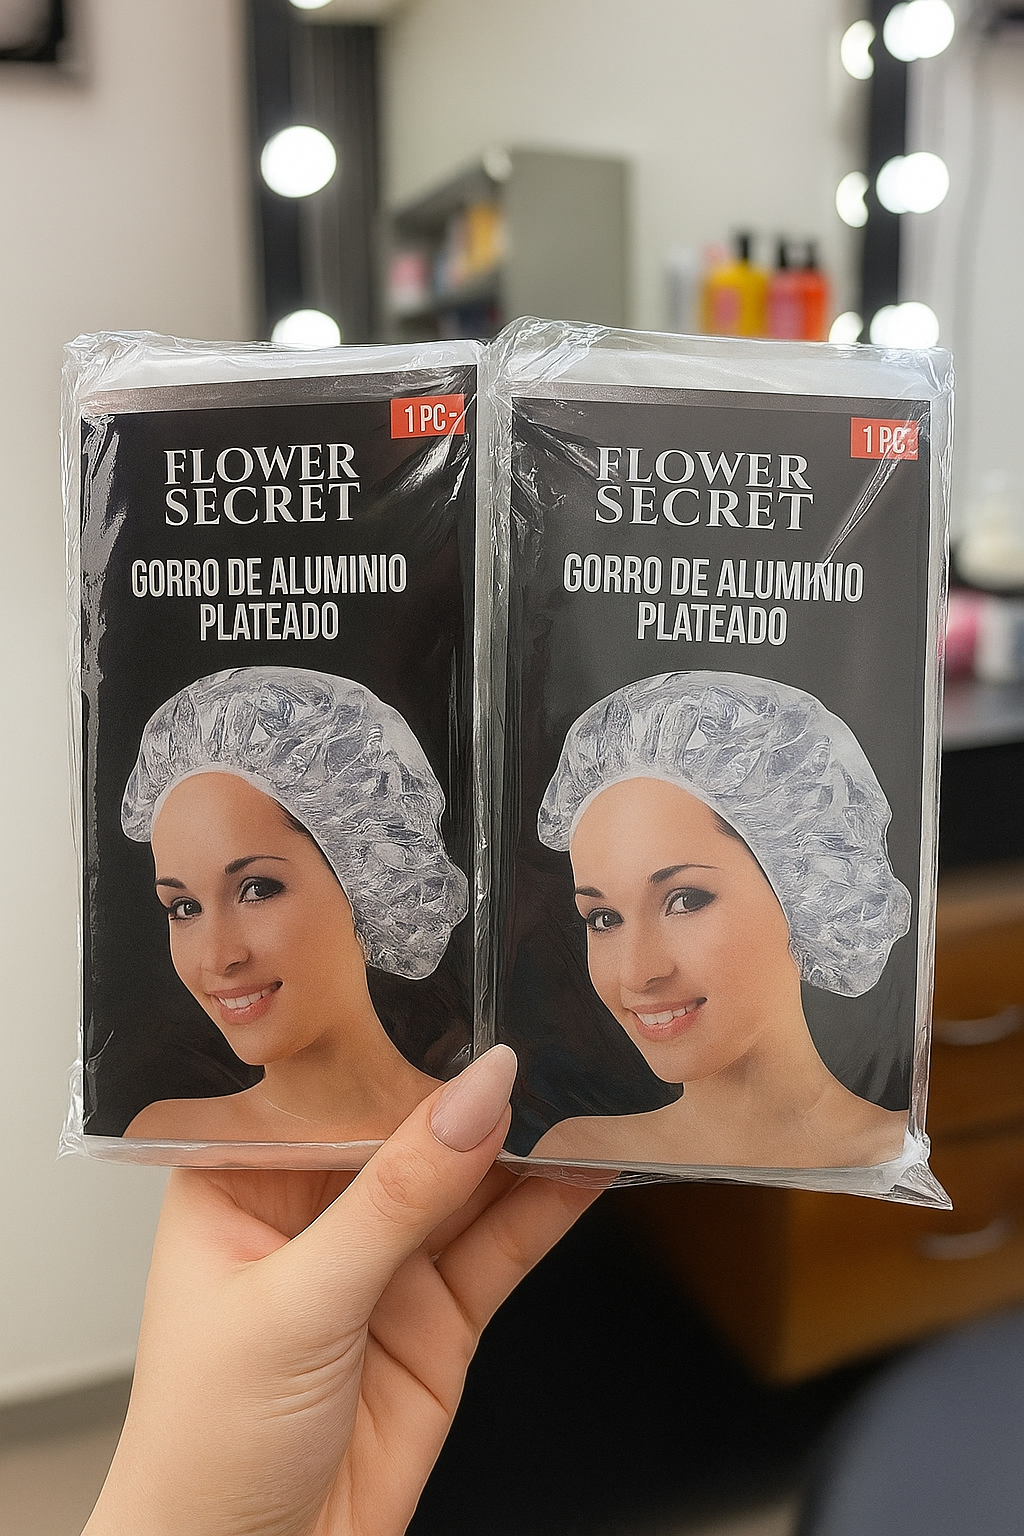 1 PC-
FLOWER
SECRET
GORRO DE ALUMINIO
PLATEADO
1 PC-
FLOWER
SECRET
GORRO DE ALUMINIO
PLATEADO